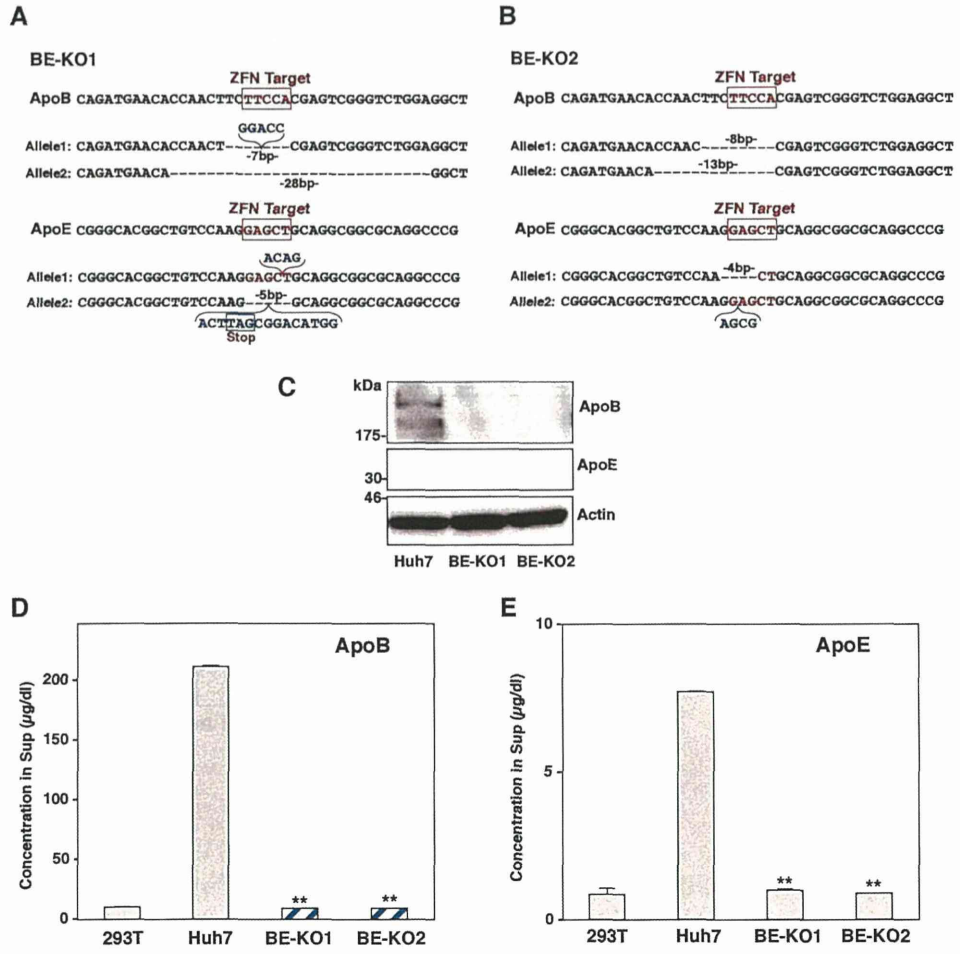 A
BE-KO1
ZFN Target
ApoB CAGATGAACACCAACTTCTTCCACGAGTCGGGTCTGGAGGCT
GGACC
Allele1: CAGATGAACACCAACT------CGAGTCGGGTCTGGAGGCT
-7bp-
Allele2: CAGATGAACA----------------------------GGCT
-28bp-
ZFN Target
ApoE CGGGCACGGCTGTCCAAGGAGCTGCAGGCGGCGCAGGCCCG
ACAG
Allele1: CGGGCACGGCTGTCCAAGGAGCTGCAGGCGGCGCAGGCCCG
Allele2: CGGGCACGGCTGTCCAAG-----GCAGGCGGCGCAGGCCCG
-5bp-
ACTTAGCGGACATGG
Stop
B
BE-KO2
ZFN Target
ApoB CAGATGAACACCAACTTCTTCCACGAGTCGGGTCTGGAGGCT
Allele1: CAGATGAACACCAAC--------CGAGTCGGGTCTGGAGGCT
-8bp-
Allele2: CAGATGAACA-------------CGAGTCGGGTCTGGAGGCT
-13bp-
ZFN Target
ApoE CGGGCACGGCTGTCCAAGGAGCTGCAGGCGGCGCAGGCCCG
Allele1: CGGGCACGGCTGTCCAA----CTGCAGGCGGCGCAGGCCCG
-4bp-
Allele2: CGGGCACGGCTGTCCAAGGAGCTGCAGGCGGCGCAGGCCCG
AGCG
C
kDa
ApoB
175-
ApoE
30-
46-
Actin
Huh7 BE-KO1 BE-KO2
D
ApoB
Concentration in Sup (µg/dl)
200
150
100
50
0
** **
293T Huh7 BE-KO1 BE-KO2
E
ApoE
Concentration in Sup (µg/dl)
10
5
0
** **
293T Huh7 BE-KO1 BE-KO2